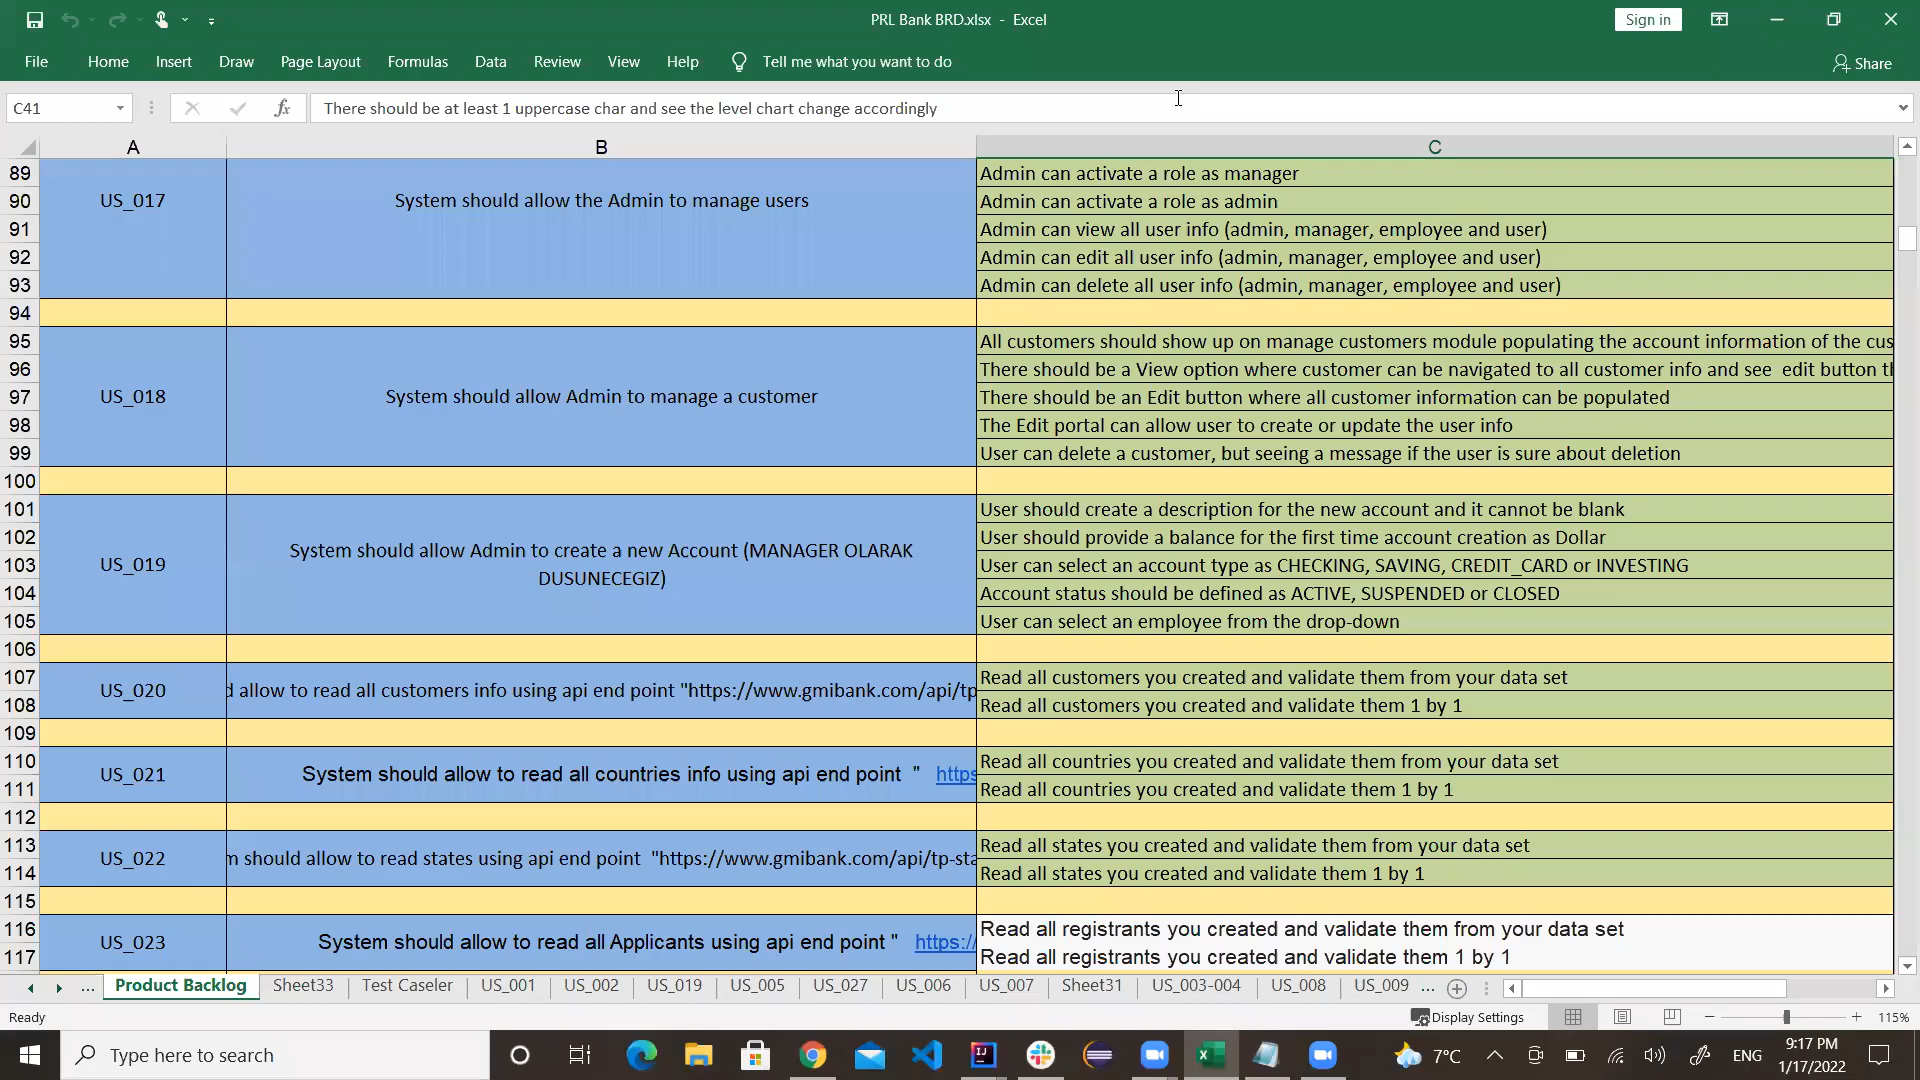 PRL Bank BRD.xlsx - Excel
Sign in
File Home Insert Draw Page Layout Formulas Data Review View Help Tell me what you want to do Share
C41 fx There should be at least 1 uppercase char and see the level chart change accordingly
A B C
89 Admin can activate a role as manager
90 US_017 System should allow the Admin to manage users Admin can activate a role as admin
91 Admin can view all user info (admin, manager, employee and user)
92 Admin can edit all user info (admin, manager, employee and user)
93 Admin can delete all user info (admin, manager, employee and user)
94
95 All customers should show up on manage customers module populating the account information of the cus
96 There should be a View option where customer can be navigated to all customer info and see edit button th
97 US_018 System should allow Admin to manage a customer There should be an Edit button where all customer information can be populated
98 The Edit portal can allow user to create or update the user info
99 User can delete a customer, but seeing a message if the user is sure about deletion
100
101 User should create a description for the new account and it cannot be blank
102 System should allow Admin to create a new Account (MANAGER OLARAK User should provide a balance for the first time account creation as Dollar
103 US_019 DUSUNECEGIZ) User can select an account type as CHECKING, SAVING, CREDIT_CARD or INVESTING
104 Account status should be defined as ACTIVE, SUSPENDED or CLOSED
105 User can select an employee from the drop-down
106
107 Read all customers you created and validate them from your data set
US_020 d allow to read all customers info using api end point "https://www.gmibank.com/api/tp
108 Read all customers you created and validate them 1 by 1
109
110 Read all countries you created and validate them from your data set
US_021 System should allow to read all countries info using api end point " https
111 Read all countries you created and validate them 1 by 1
112
113 Read all states you created and validate them from your data set
US_022 m should allow to read states using api end point "https://www.gmibank.com/api/tp-sta
114 Read all states you created and validate them 1 by 1
115
116 Read all registrants you created and validate them from your data set
US_023 System should allow to read all Applicants using api end point " https://
117 Read all registrants you created and validate them 1 by 1
... Product Backlog Sheet33 Test Caseler US_001 US_002 US_019 US_005 US_027 US_006 US_007 Sheet31 US_003-004 US_008 US_009 ...
Ready Display Settings 115%
Type here to search 7°C ENG 9:17 PM
1/17/2022